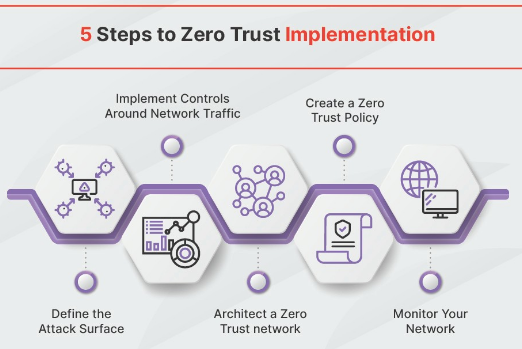 5 Steps to Zero Trust Implementation
Implement Controls
Around Network Traffic
Create a Zero
Trust Policy
Define the
Attack Surface
Architect a Zero
Trust network
Monitor Your
Network